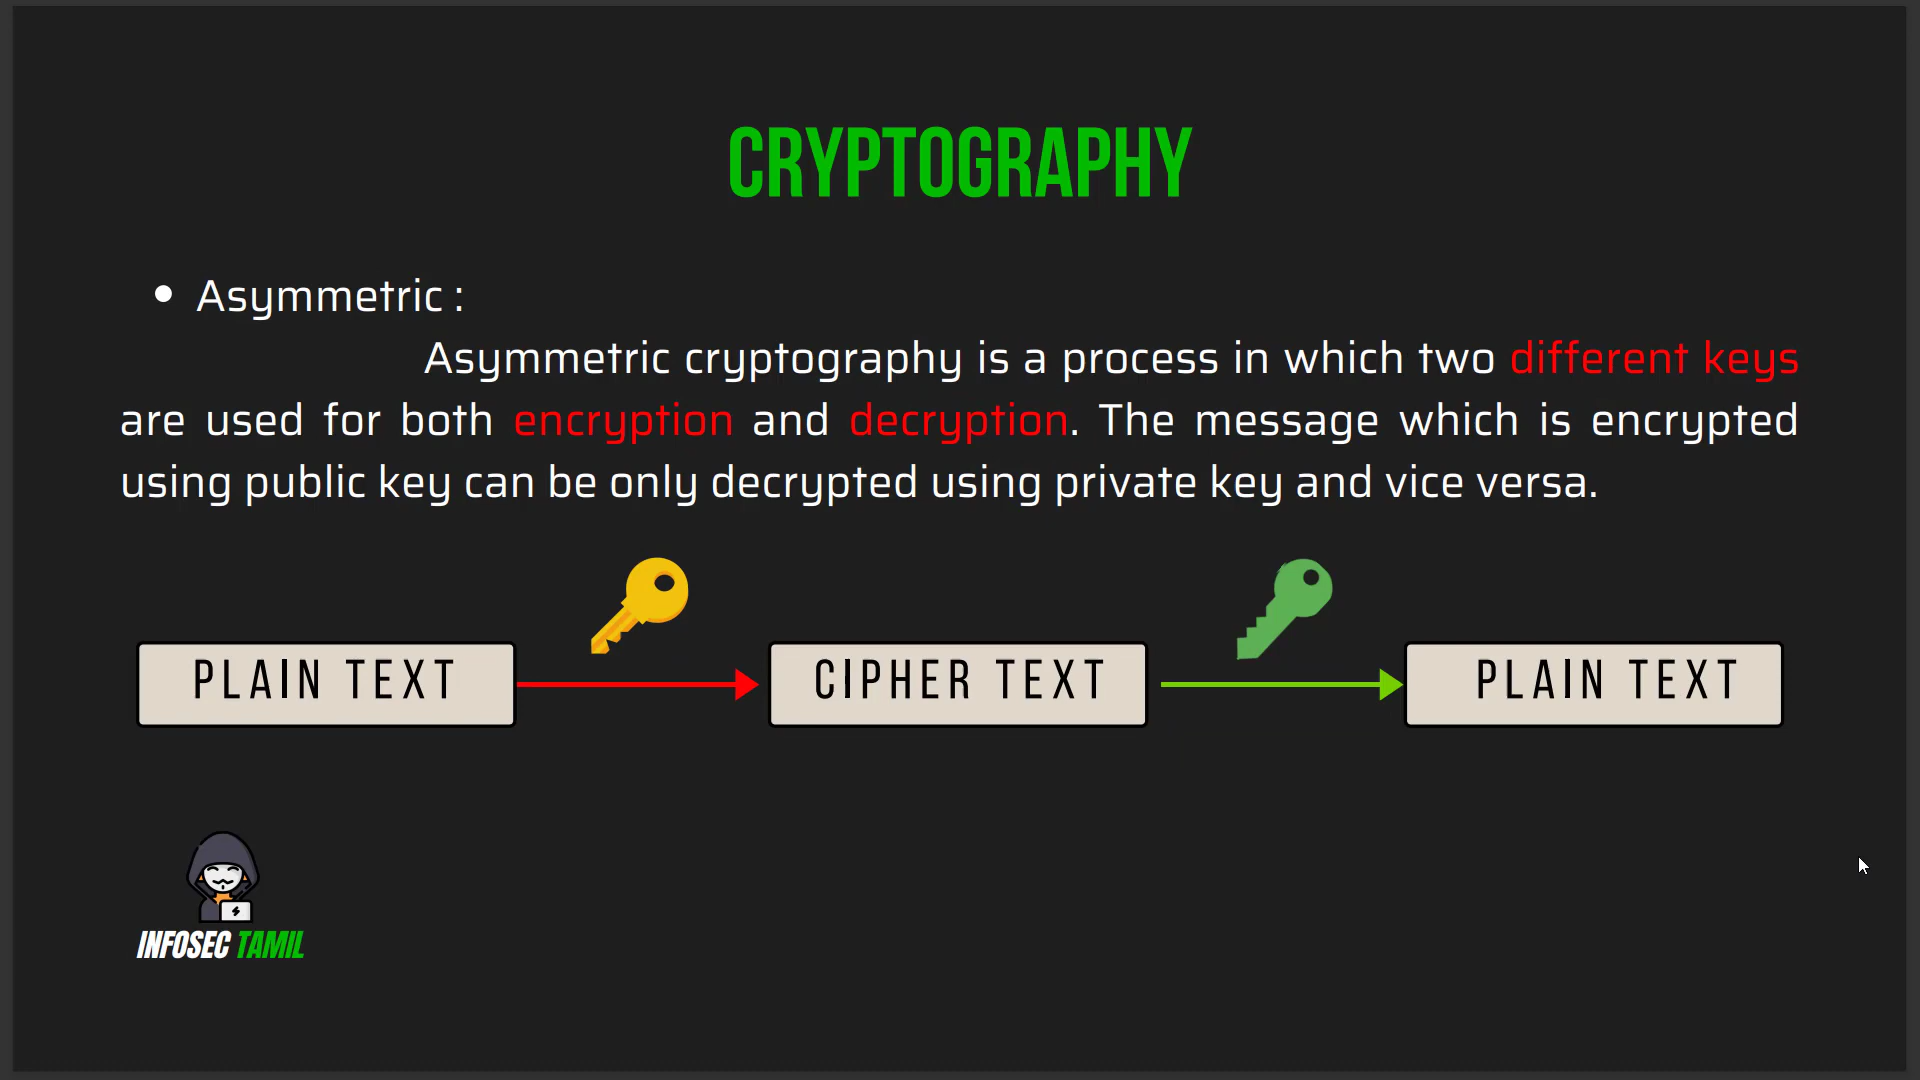 CRYPTOGRAPHY
Asymmetric :
Asymmetric cryptography is a process in which two different keys
are used for both encryption and decryption. The message which is encrypted
using public key can be only decrypted using private key and vice versa.
PLAIN TEXT
CIPHER TEXT
PLAIN TEXT
INFOSEC TAMIL